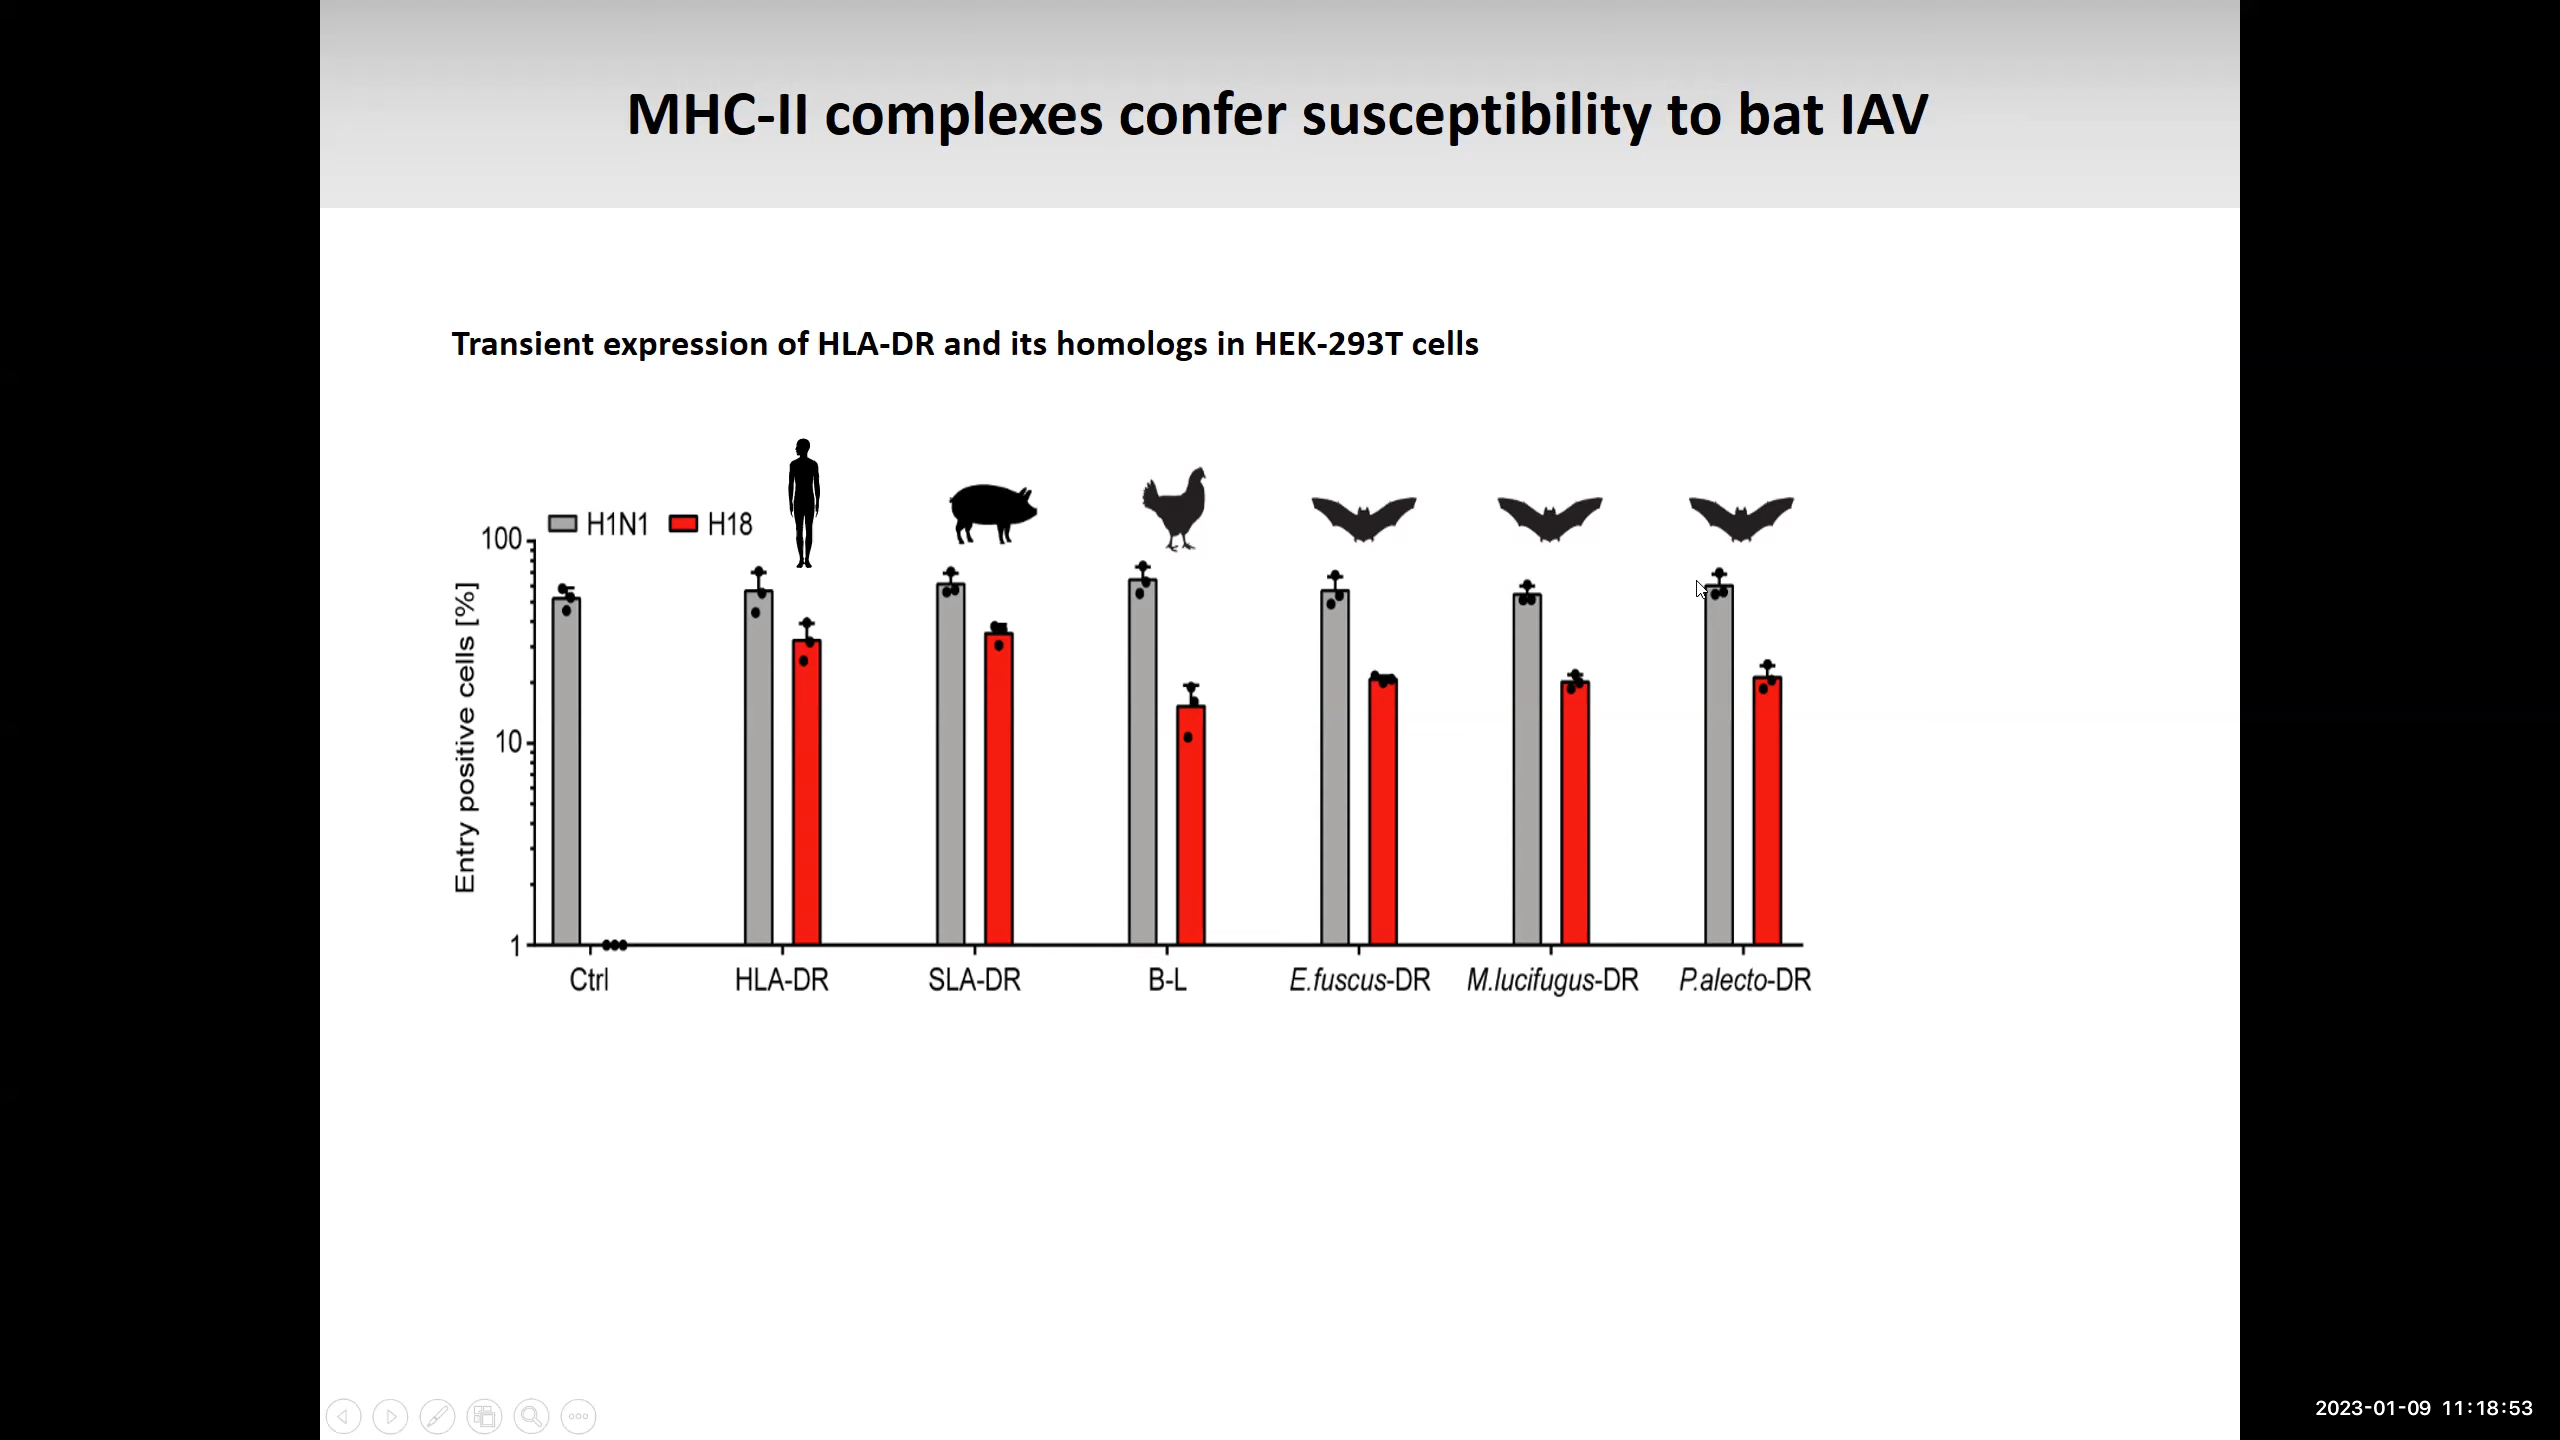 MHC-II complexes confer susceptibility to bat IAV
Transient expression of HLA-DR and its homologs in HEK-293T cells
H1N1 H18
Entry positive cells [%]
100
10
1
Ctrl HLA-DR SLA-DR B-L E.fuscus-DR M.lucifugus-DR P.alecto-DR
2023-01-09 11:18:53